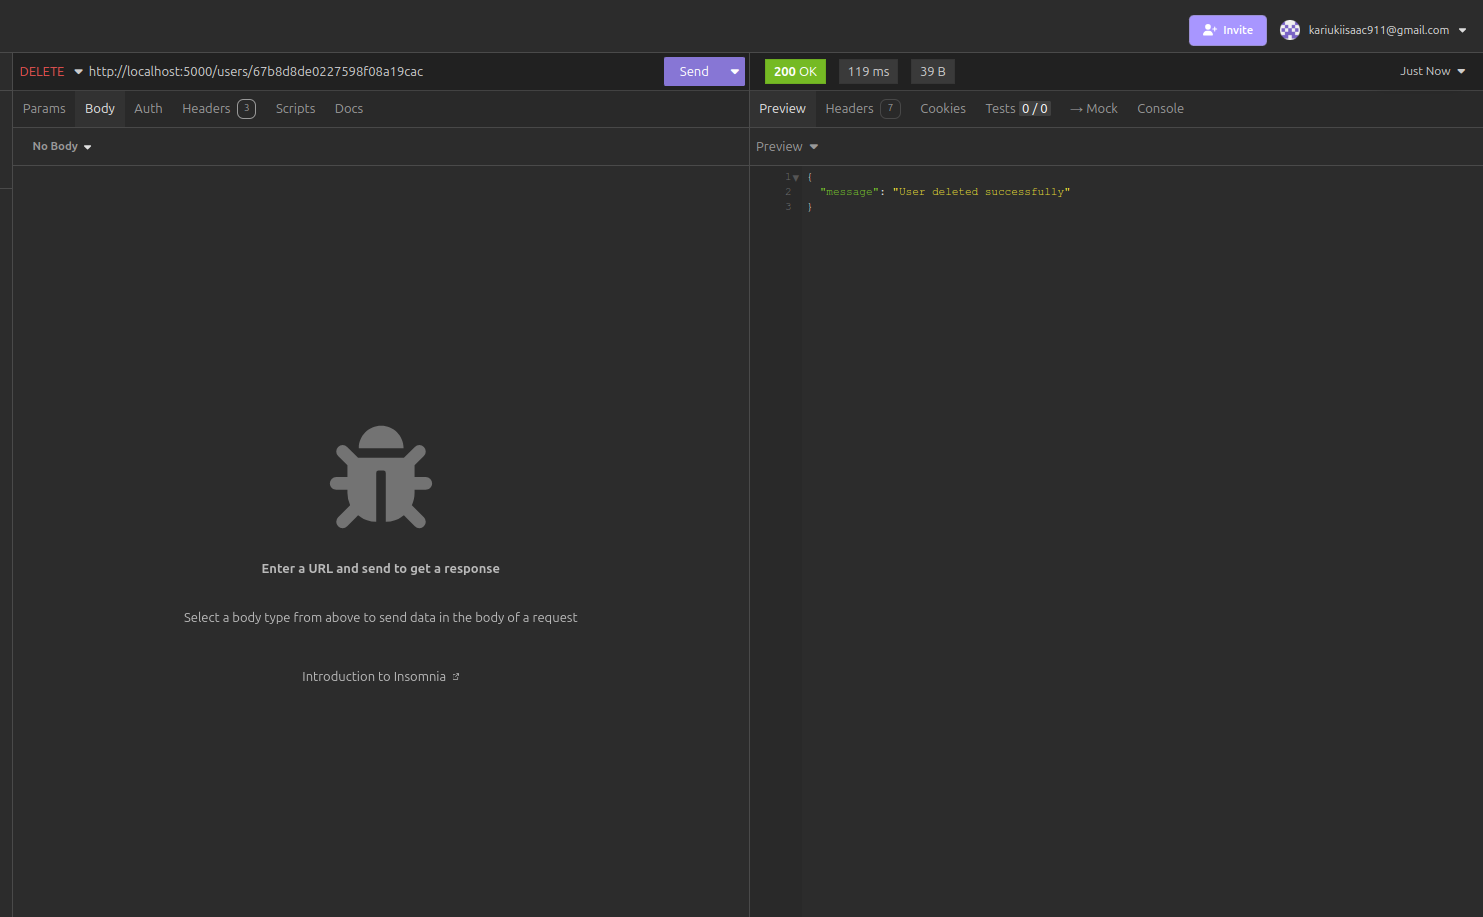 Invite
kariukiisaac911@gmail.com
DELETE http://localhost:5000/users/67b8d8de0227598f08a19cac Send
200 OK 119 ms 39 B Just Now
Params Body Auth Headers 3 Scripts Docs
Preview Headers 7 Cookies Tests 0 / 0 → Mock Console
No Body
Preview
1 {
2 "message": "User deleted successfully"
3 }
Enter a URL and send to get a response
Select a body type from above to send data in the body of a request
Introduction to Insomnia